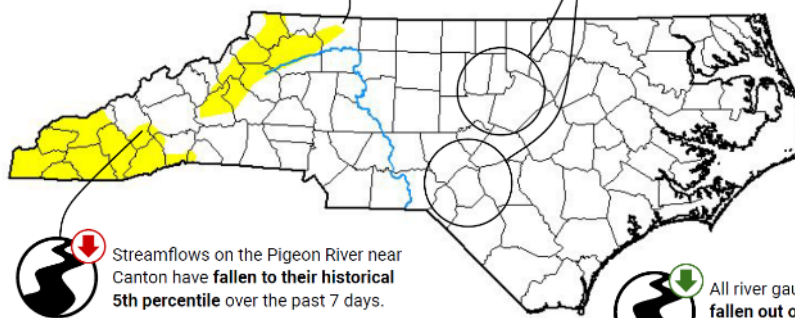 Streamflows on the Pigeon River near
Canton have fallen to their historical
5th percentile over the past 7 days.
All river
fallen out